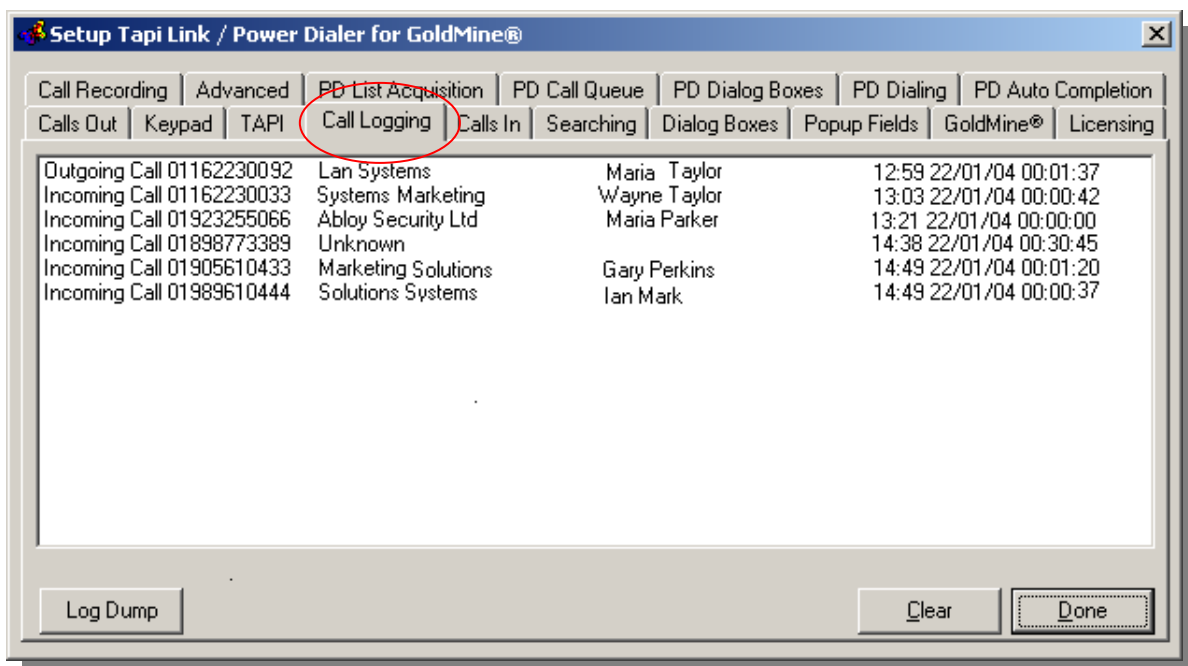 Setup Tapi Link / Power Dialer for GoldMine®
Call Recording Advanced PD List Acquisition PD Call Queue PD Dialog Boxes PD Dialing PD Auto Completion
Calls Out Keypad TAPI Call Logging Calls In Searching Dialog Boxes Popup Fields GoldMine® Licensing
Outgoing Call 01162230092 Lan Systems Maria Taylor 12:59 22/01/04 00:01:37
Incoming Call 01162230033 Systems Marketing Wayne Taylor 13:03 22/01/04 00:00:42
Incoming Call 01923255066 Abloy Security Ltd Maria Parker 13:21 22/01/04 00:00:00
Incoming Call 01898773389 Unknown 14:38 22/01/04 00:30:45
Incoming Call 01905610433 Marketing Solutions Gary Perkins 14:49 22/01/04 00:01:20
Incoming Call 01989610444 Solutions Systems Ian Mark 14:49 22/01/04 00:00:37
Log Dump Clear Done